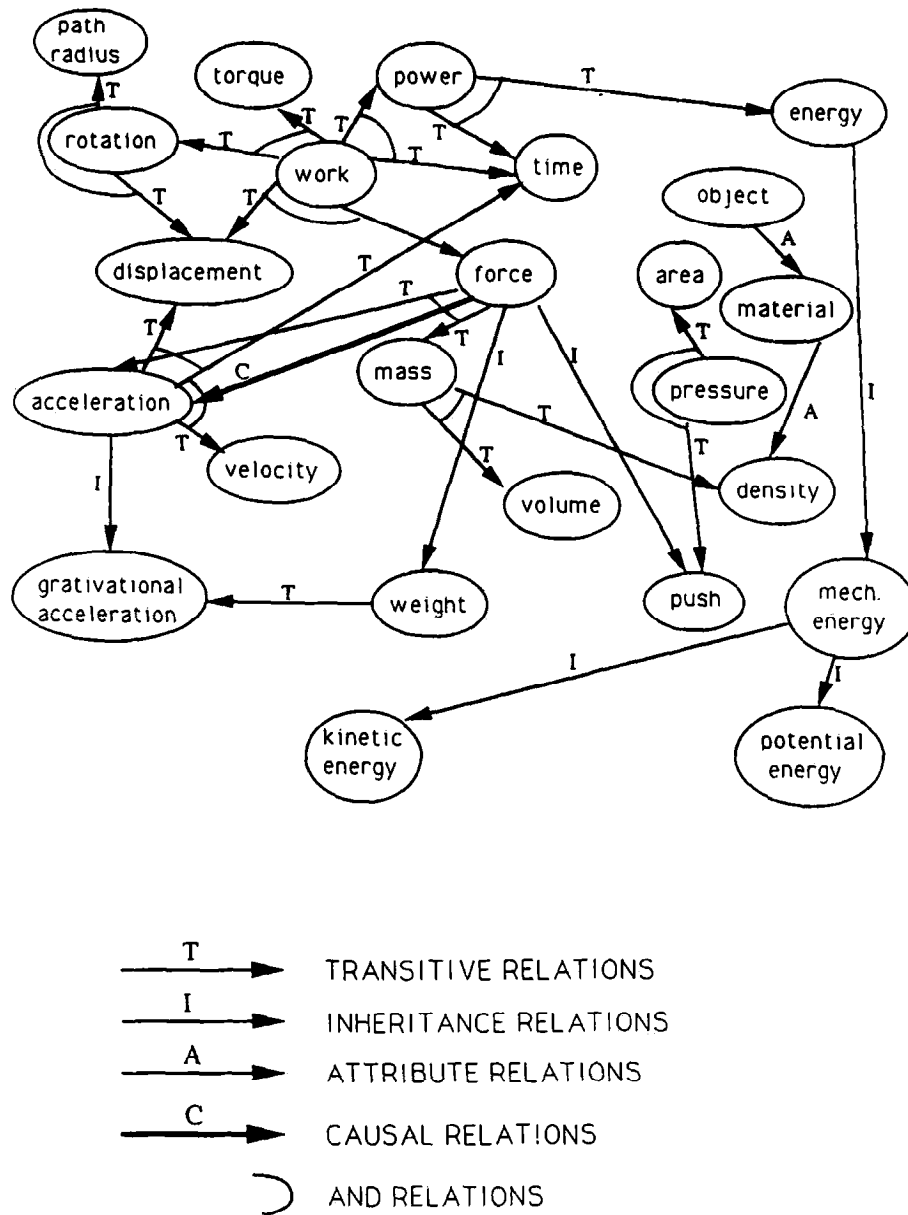 path
radius
torque
power
T
energy
T
T
T
T
rotation
T
T
T
time
work
T
T
object
A
displacement
T
force
area
material
T
T
T
T
C
mass
I
I
pressure
A
I
acceleration
T
T
T
T
velocity
density
I
volume
grativational
acceleration
T
weight
push
mech.
energy
I
I
kinetic
energy
potential
energy
T
TRANSITIVE RELATIONS
I
INHERITANCE RELATIONS
A
ATTRIBUTE RELATIONS
C
CAUSAL RELATIONS
AND RELATIONS